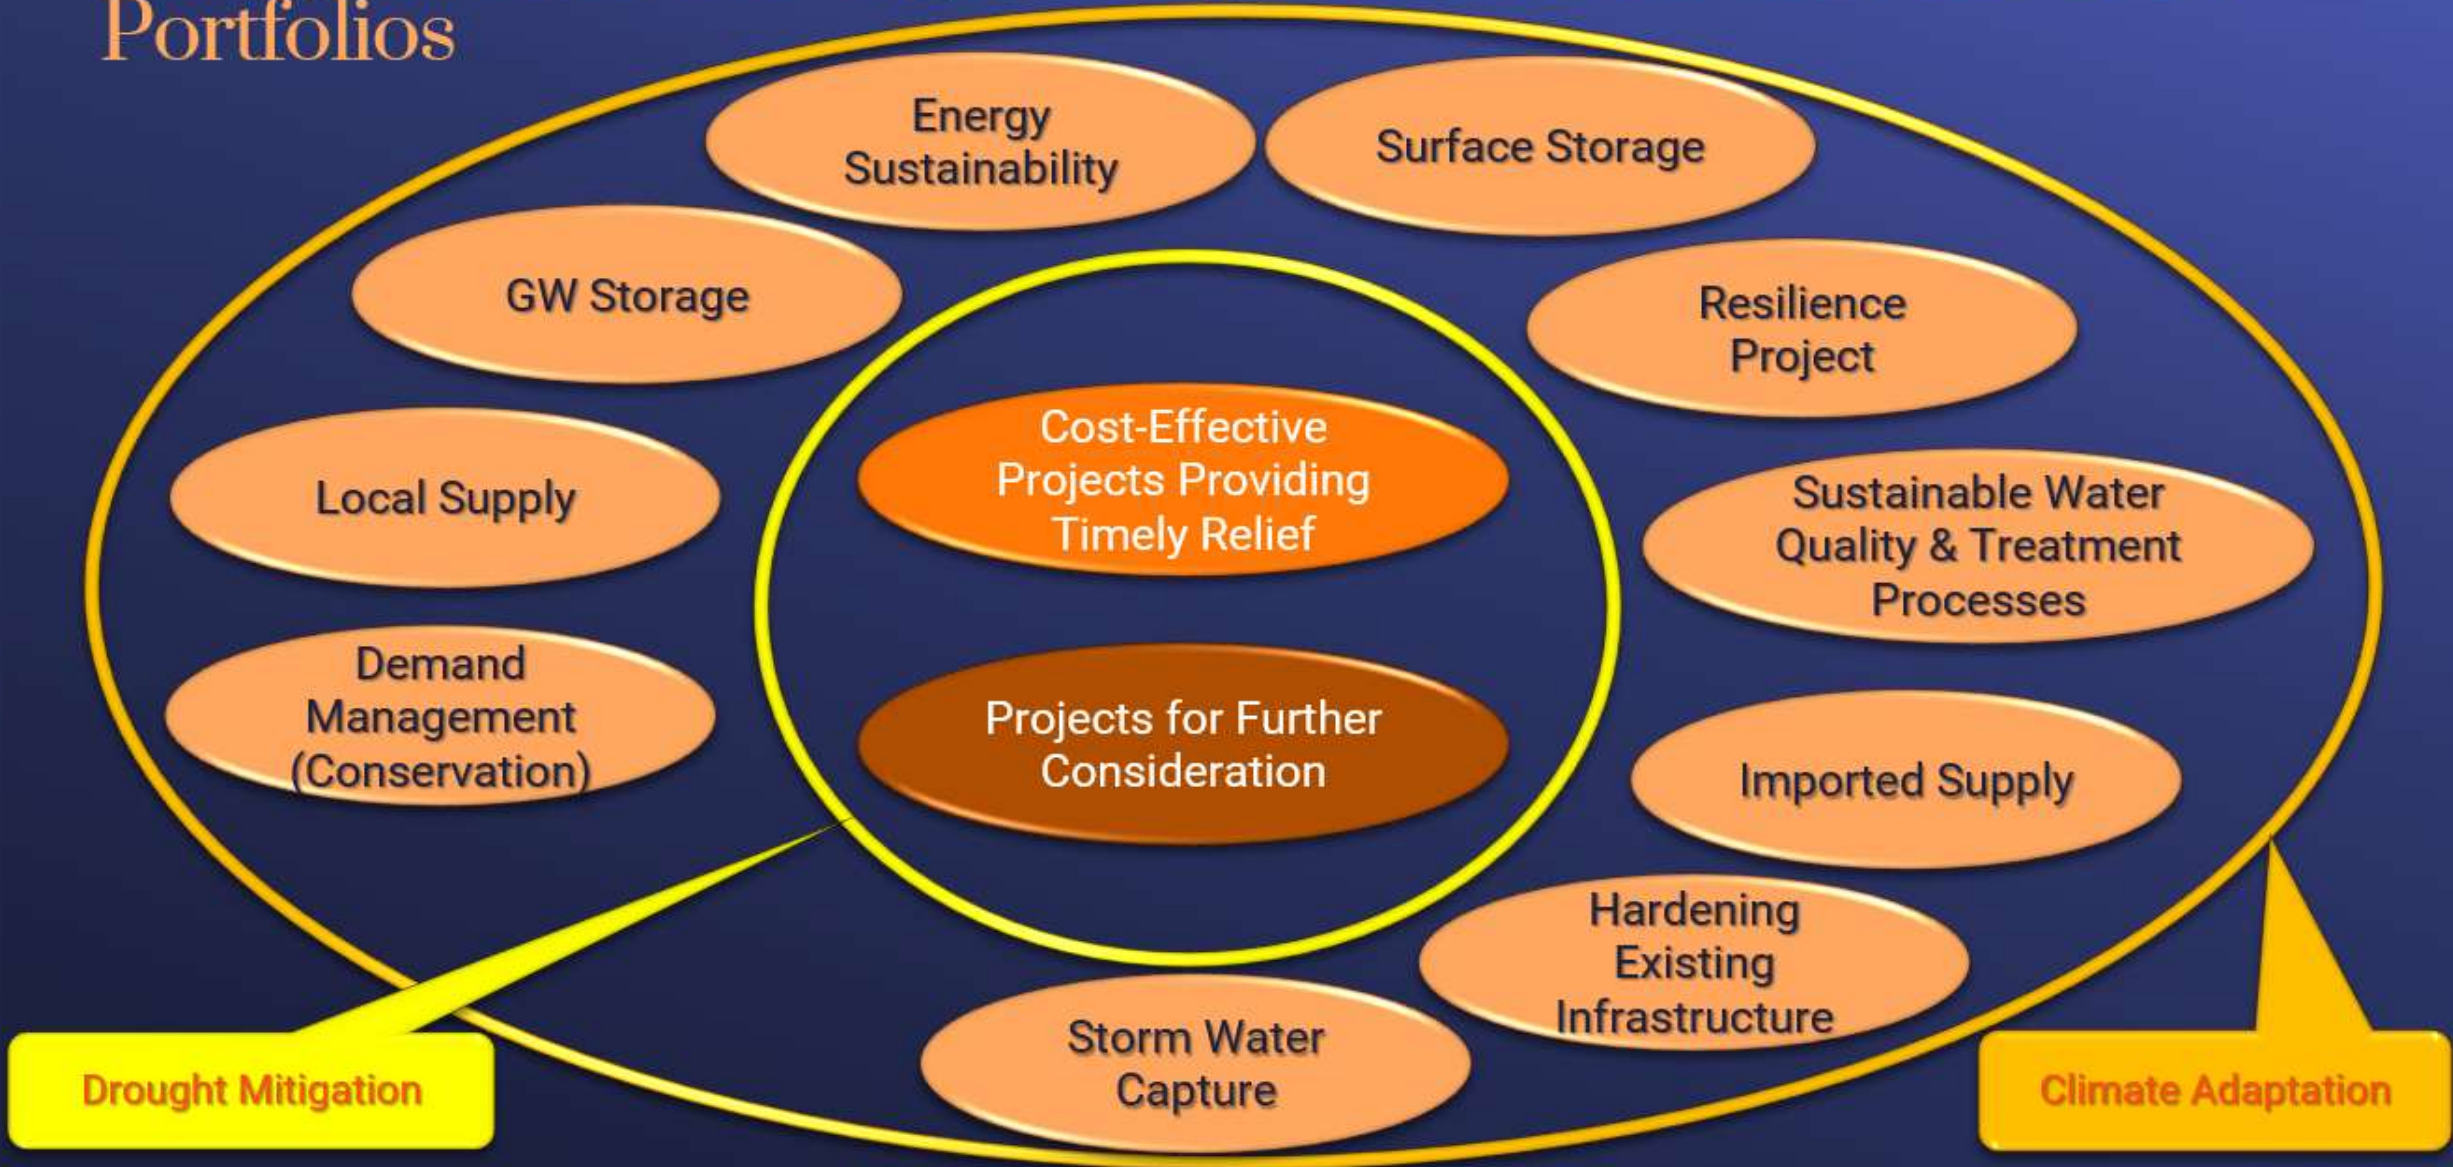 Portfolios
Energy
Sustainability
Surface Storage
GW Storage
Resilience
Project
Cost-Effective
Projects Providing
Timely Relief
Local Supply
Sustainable Water
Quality & Treatment
Processes
Demand
Management
(Conservation)
Projects for Further
Consideration
Imported Supply
Hardening
Existing
Infrastructure
Storm Water
Capture
Drought Mitigation
Climate Adaptation